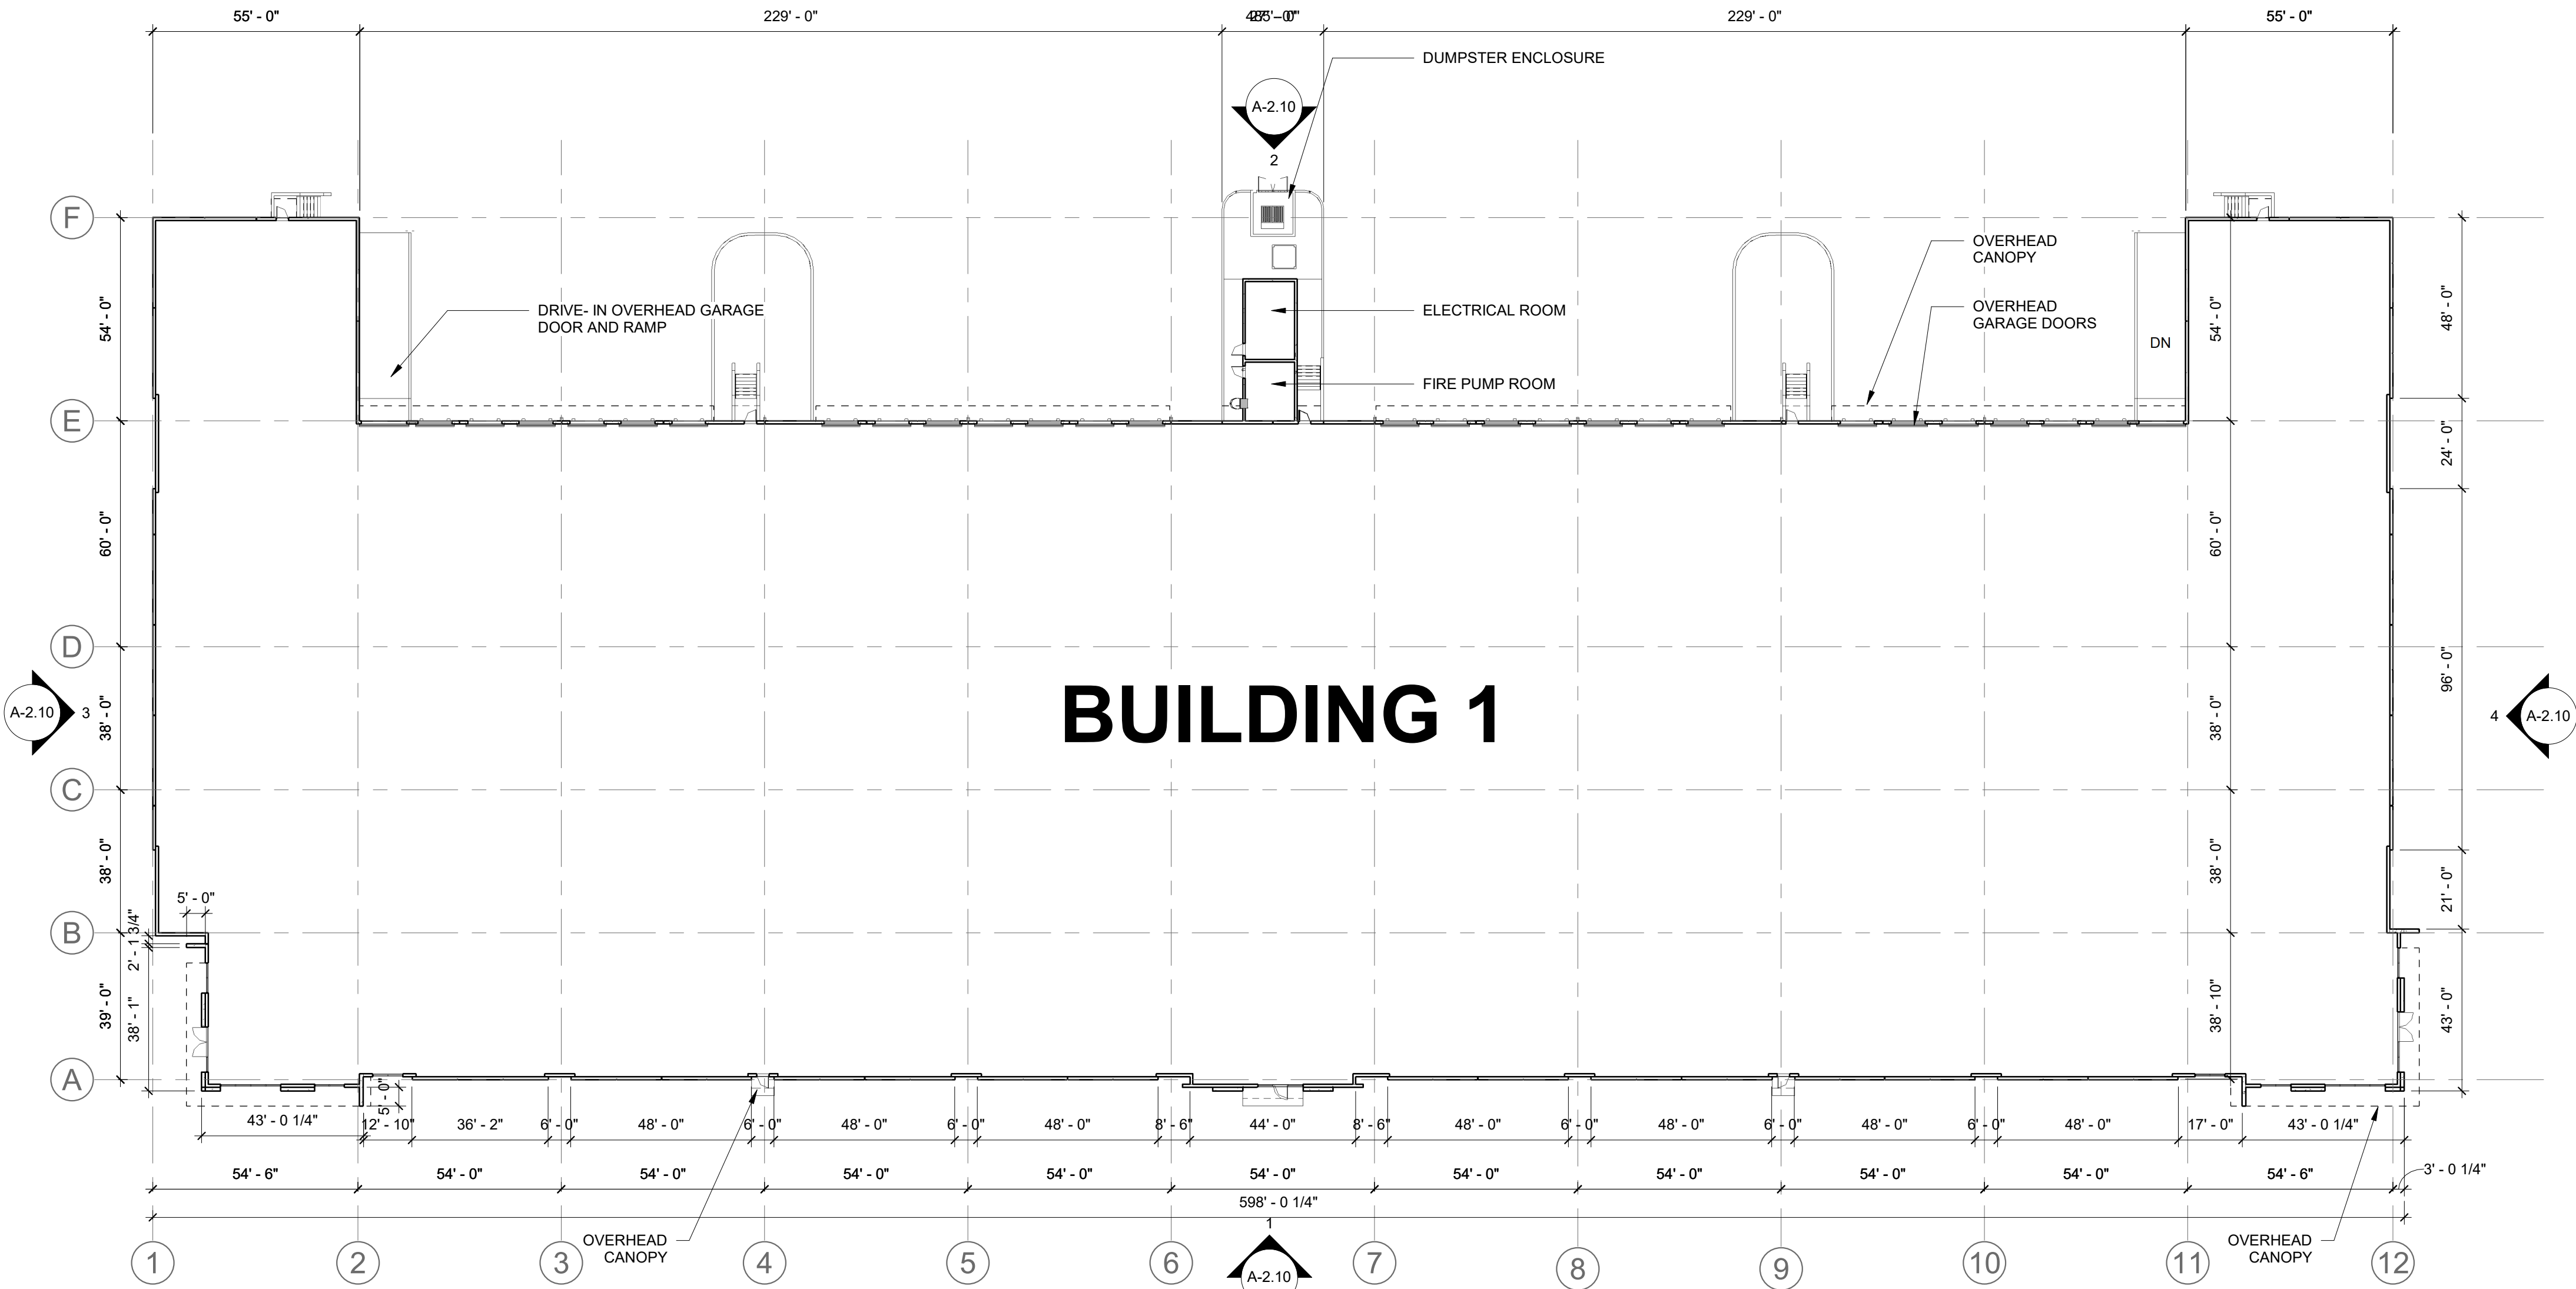 55' - 0"
229' - 0"
27' - 0"
485' - 0"
229' - 0"
55' - 0"
DUMPSTER ENCLOSURE
A-2.10
2
F
OVERHEAD
CANOPY
DRIVE- IN OVERHEAD GARAGE
DOOR AND RAMP
ELECTRICAL ROOM
OVERHEAD
GARAGE DOORS
54' - 0"
54' - 0"
48' - 0"
DN
FIRE PUMP ROOM
E
24' - 0"
60' - 0"
60' - 0"
D
96' - 0"
BUILDING 1
A-2.10
3
38' - 0"
38' - 0"
4
A-2.10
C
38' - 0"
38' - 0"
21' - 0"
5' - 0"
B
2' - 1 3/4"
39' - 0"
38' - 1"
38' - 10"
43' - 0"
A
5' - 0"
43' - 0 1/4"
12' - 10"
36' - 2"
6' - 0"
48' - 0"
6' - 0"
48' - 0"
6' - 0"
48' - 0"
8' - 6"
44' - 0"
8' - 6"
48' - 0"
6' - 0"
48' - 0"
6' - 0"
48' - 0"
6' - 0"
48' - 0"
17' - 0"
43' - 0 1/4"
54' - 6"
54' - 0"
54' - 0"
54' - 0"
54' - 0"
54' - 0"
54' - 0"
54' - 0"
54' - 0"
54' - 0"
54' - 6"
3' - 0 1/4"
598' - 0 1/4"
1
OVERHEAD
CANOPY
OVERHEAD
CANOPY
1
2
3
4
5
6
A-2.10
7
8
9
10
11
12